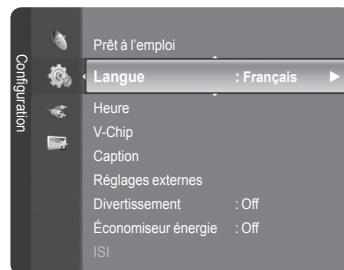 Configuration
Prêt à l'emploi
Langue : Français
Heure
V-Chip
Caption
Réglages externes
Divertissement : Off
Économiseur énergie : Off
ISI